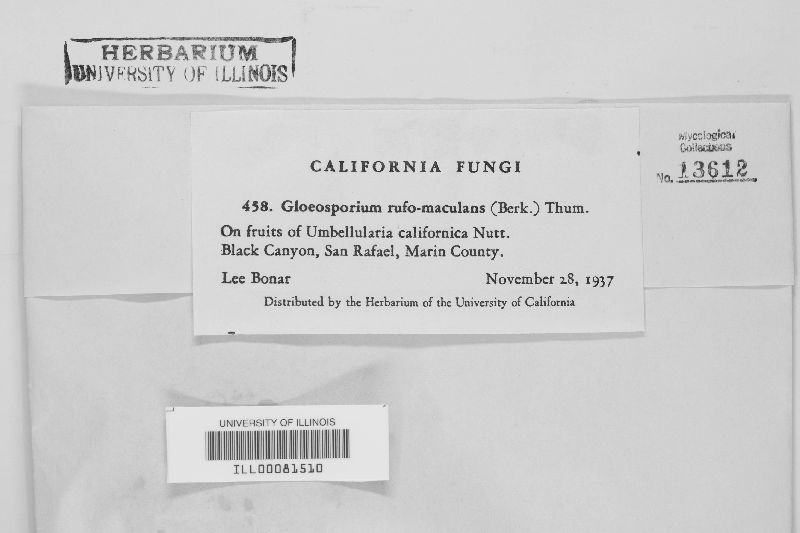 HERBARIUM
UNIVERSITY OF ILLINOIS
Mycological
Collections
No. 13612
CALIFORNIA FUNGI
458. Gloeosporium rufo-maculans (Berk.) Thum.
On fruits of Umbellularia californica Nutt.
Black Canyon, San Rafael, Marin County.
Lee Bonar November 28, 1937
Distributed by the Herbarium of the University of California
UNIVERSITY OF ILLINOIS
ILL00081510